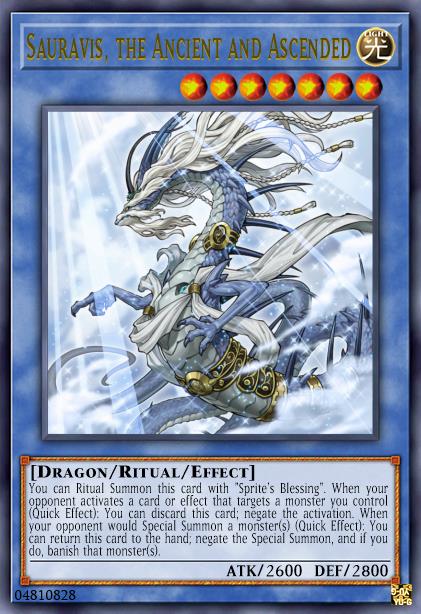 Sauravis, the Ancient and Ascended
LIGHT
光
[Dragon/Ritual/Effect]
You can Ritual Summon this card with "Sprite's Blessing". When your
opponent activates a card or effect that targets a monster you control
(Quick Effect): You can discard this card; negate the activation. When
your opponent would Special Summon a monster(s) (Quick Effect): You
can return this card to the hand; negate the Special Summon, and if you
do, banish that monster(s).
ATK/2600 DEF/2800
04810828